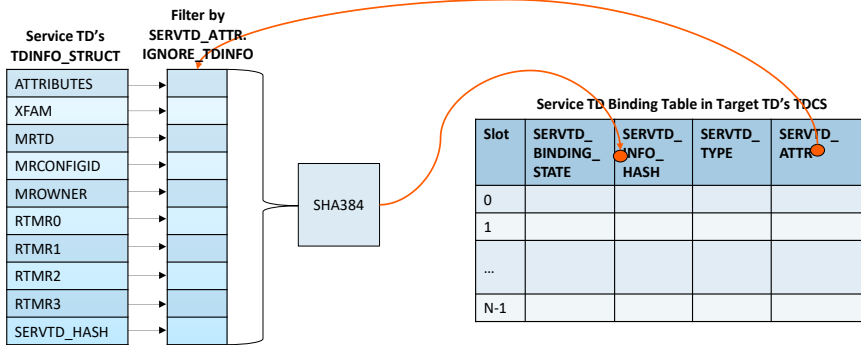 Service TD's
TDINFO_STRUCT
Filter by
SERVTD_ATTR.
IGNORE_TDINFO
ATTRIBUTES
XFAM
MRTD
MRCONFIGID
MROWNER
RTMR0
RTMR1
RTMR2
RTMR3
SERVTD_HASH
SHA384
Service TD Binding Table in Target TD's TDCS
Slot
SERVTD_
BINDING_
STATE
SERVTD_
INFO_
HASH
SERVTD_
TYPE
SERVTD_
ATTR
0
1
...
N-1